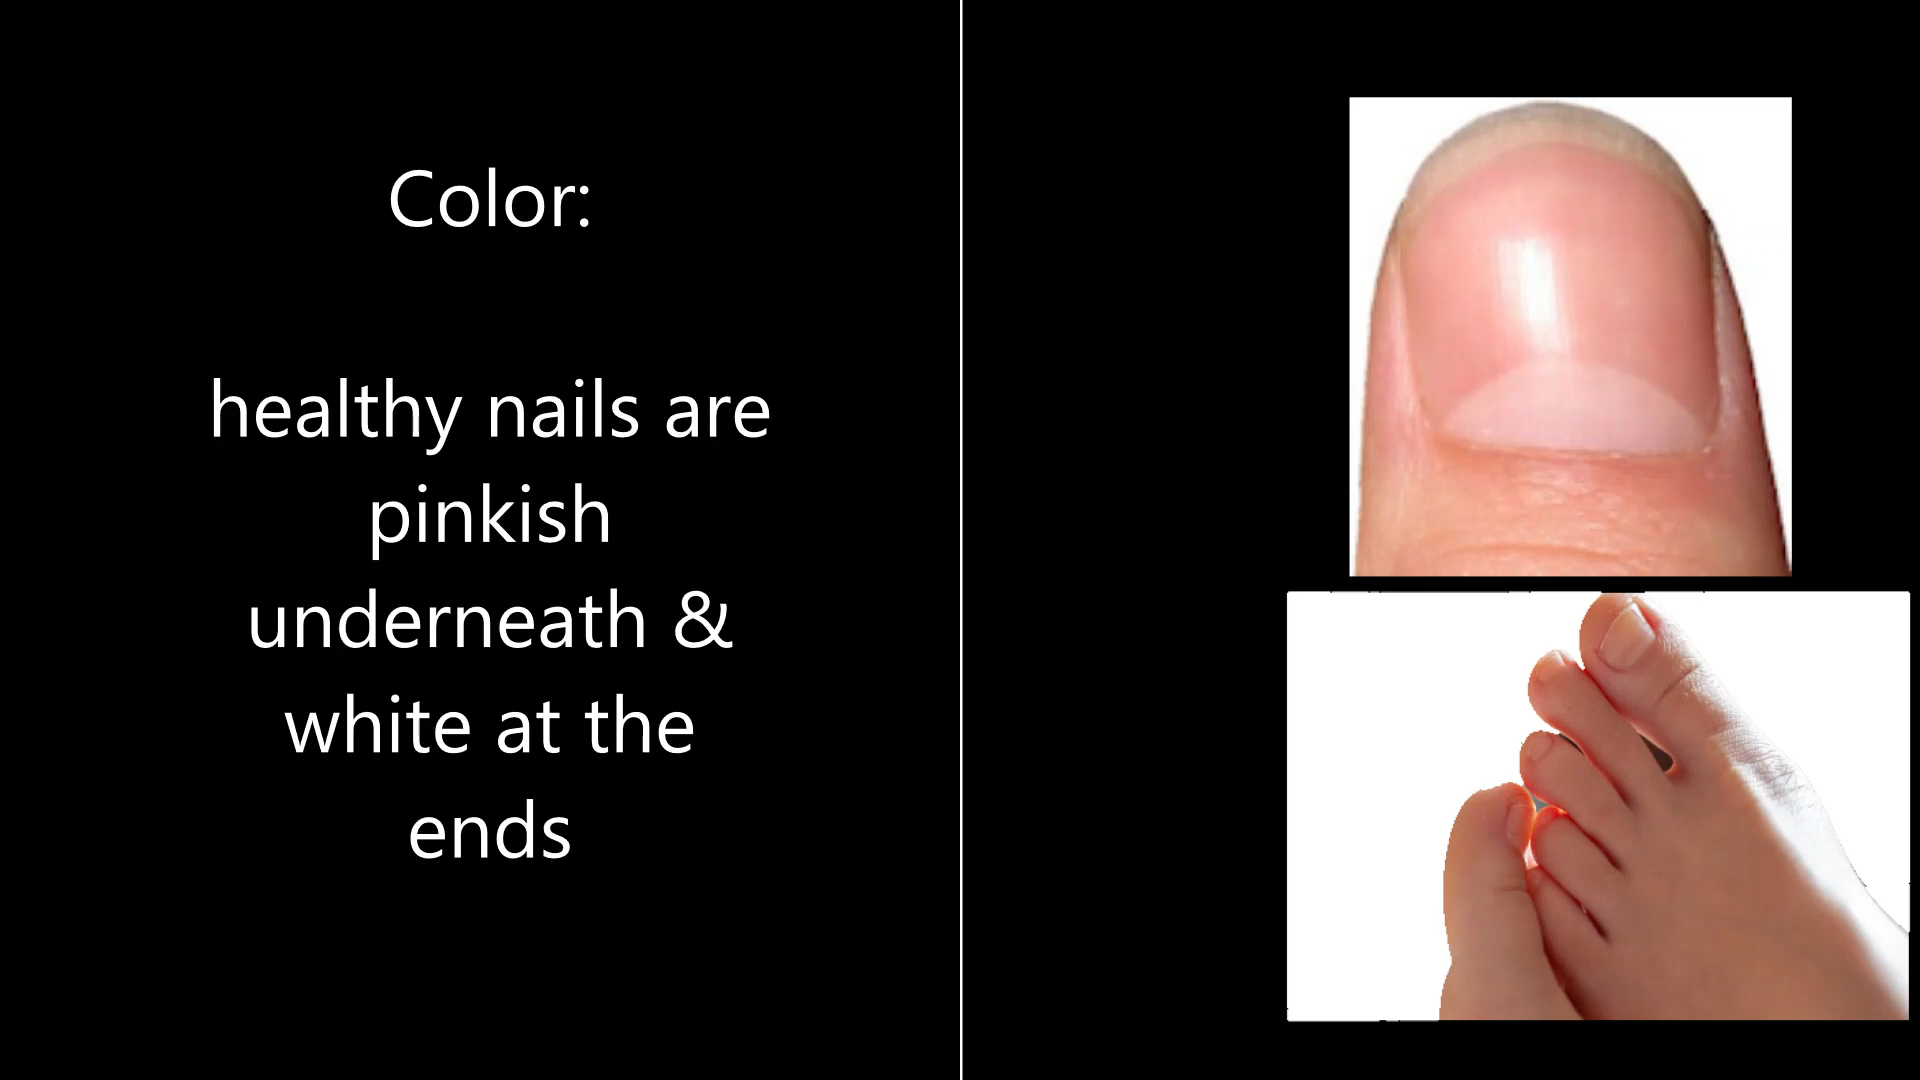 Color:
healthy nails are
pinkish
underneath &
white at the
ends